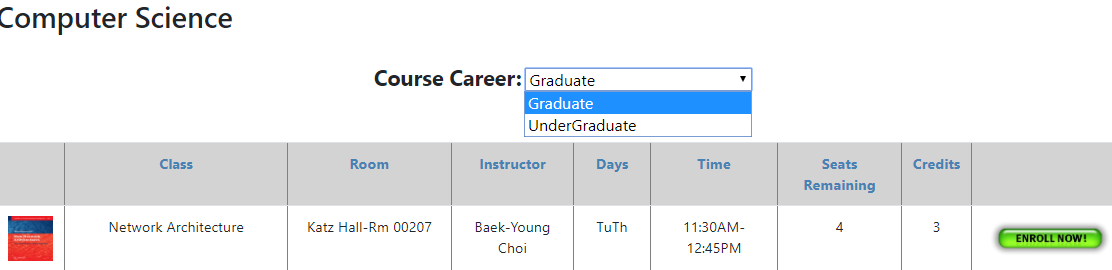 Computer Science
Course Career: Graduate
Graduate
UnderGraduate
Class Room Instructor Days Time Seats Remaining Credits
Network Architecture Katz Hall-Rm 00207 Baek-Young Choi TuTh 11:30AM-12:45PM 4 3 ENROLL NOW!